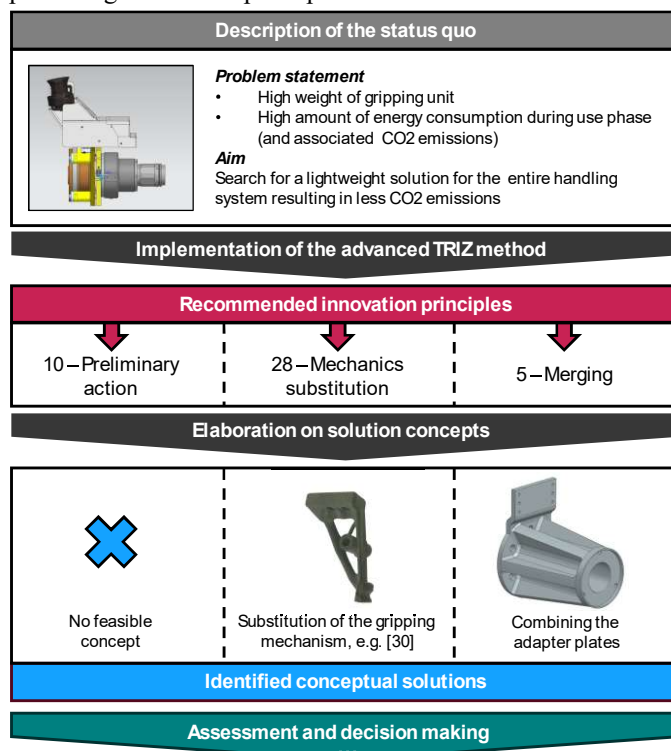 Description of the status quo
Problem statement
• High weight of gripping unit
• High amount of energy consumption during use phase
(and associated CO2 emissions)
Aim
Search for a lightweight solution for the entire handling
system resulting in less CO2 emissions
Implementation of the advanced TRIZ method
Recommended innovation principles
10 – Preliminary
action
28 – Mechanics
substitution
5 – Merging
Elaboration on solution concepts
No feasible
concept
Substitution of the gripping
mechanism, e.g. [30]
Combining the
adapter plates
Identified conceptual solutions
Assessment and decision making